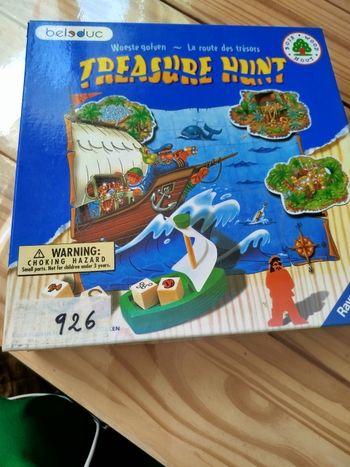 beleduc
Woeste golven ~ La route des trésors
TREASURE HUNT
HOLZ WOOD
BOIS HOUT
WARNING:
CHOKING HAZARD
Small parts. Not for children under 3 years.
926
Rav